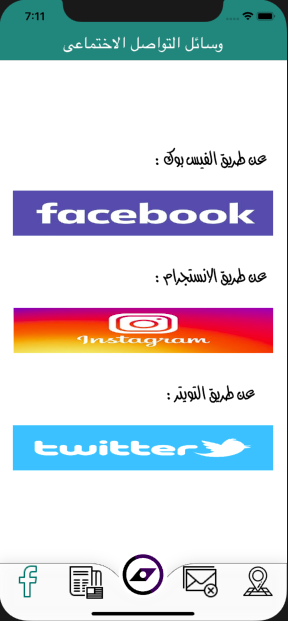 7:11
وسائل التواصل الاختماعى
عن طريق الفيس بوك :
facebook
عن طريق الانستجرام :
Instagram
عن طريق التويتر :
twitter